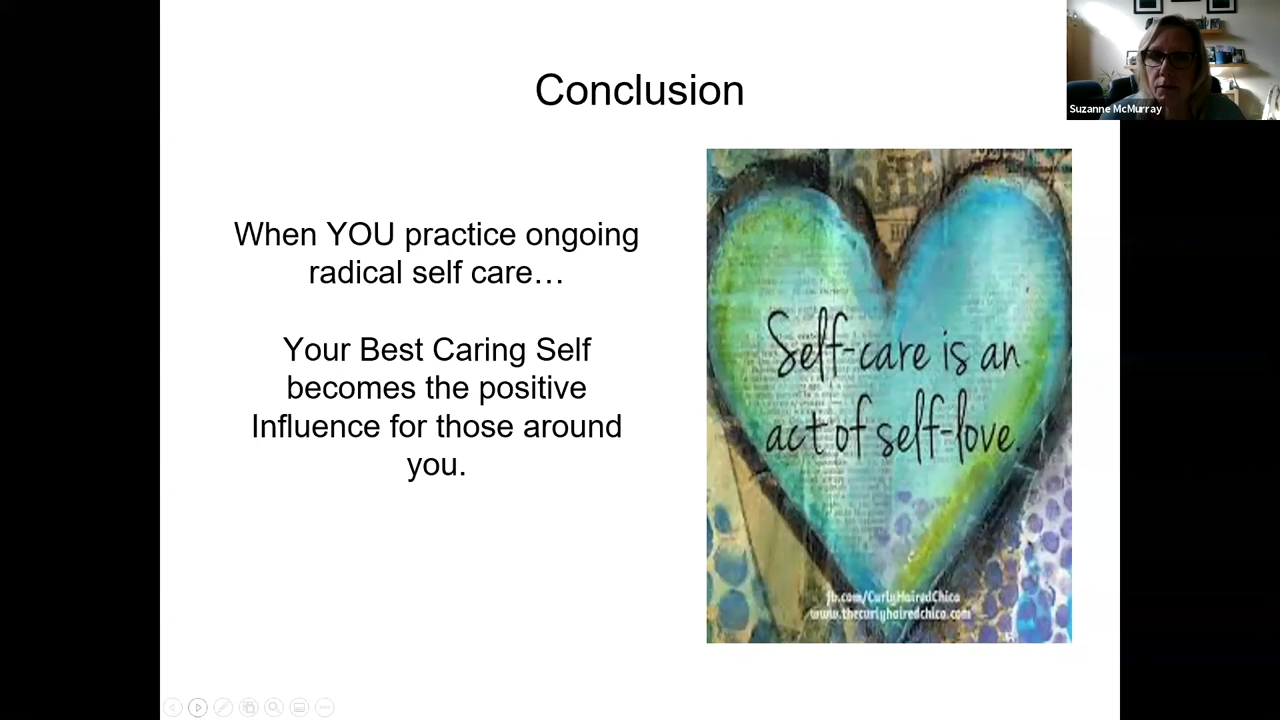 Conclusion
Suzanne McMurray
When YOU practice ongoing
radical self care…
Your Best Caring Self
becomes the positive
Influence for those around
you.
Self-care is an
act of self-love.
fb.com/CurlyHairedChica
www.thecurlyhairedchica.com